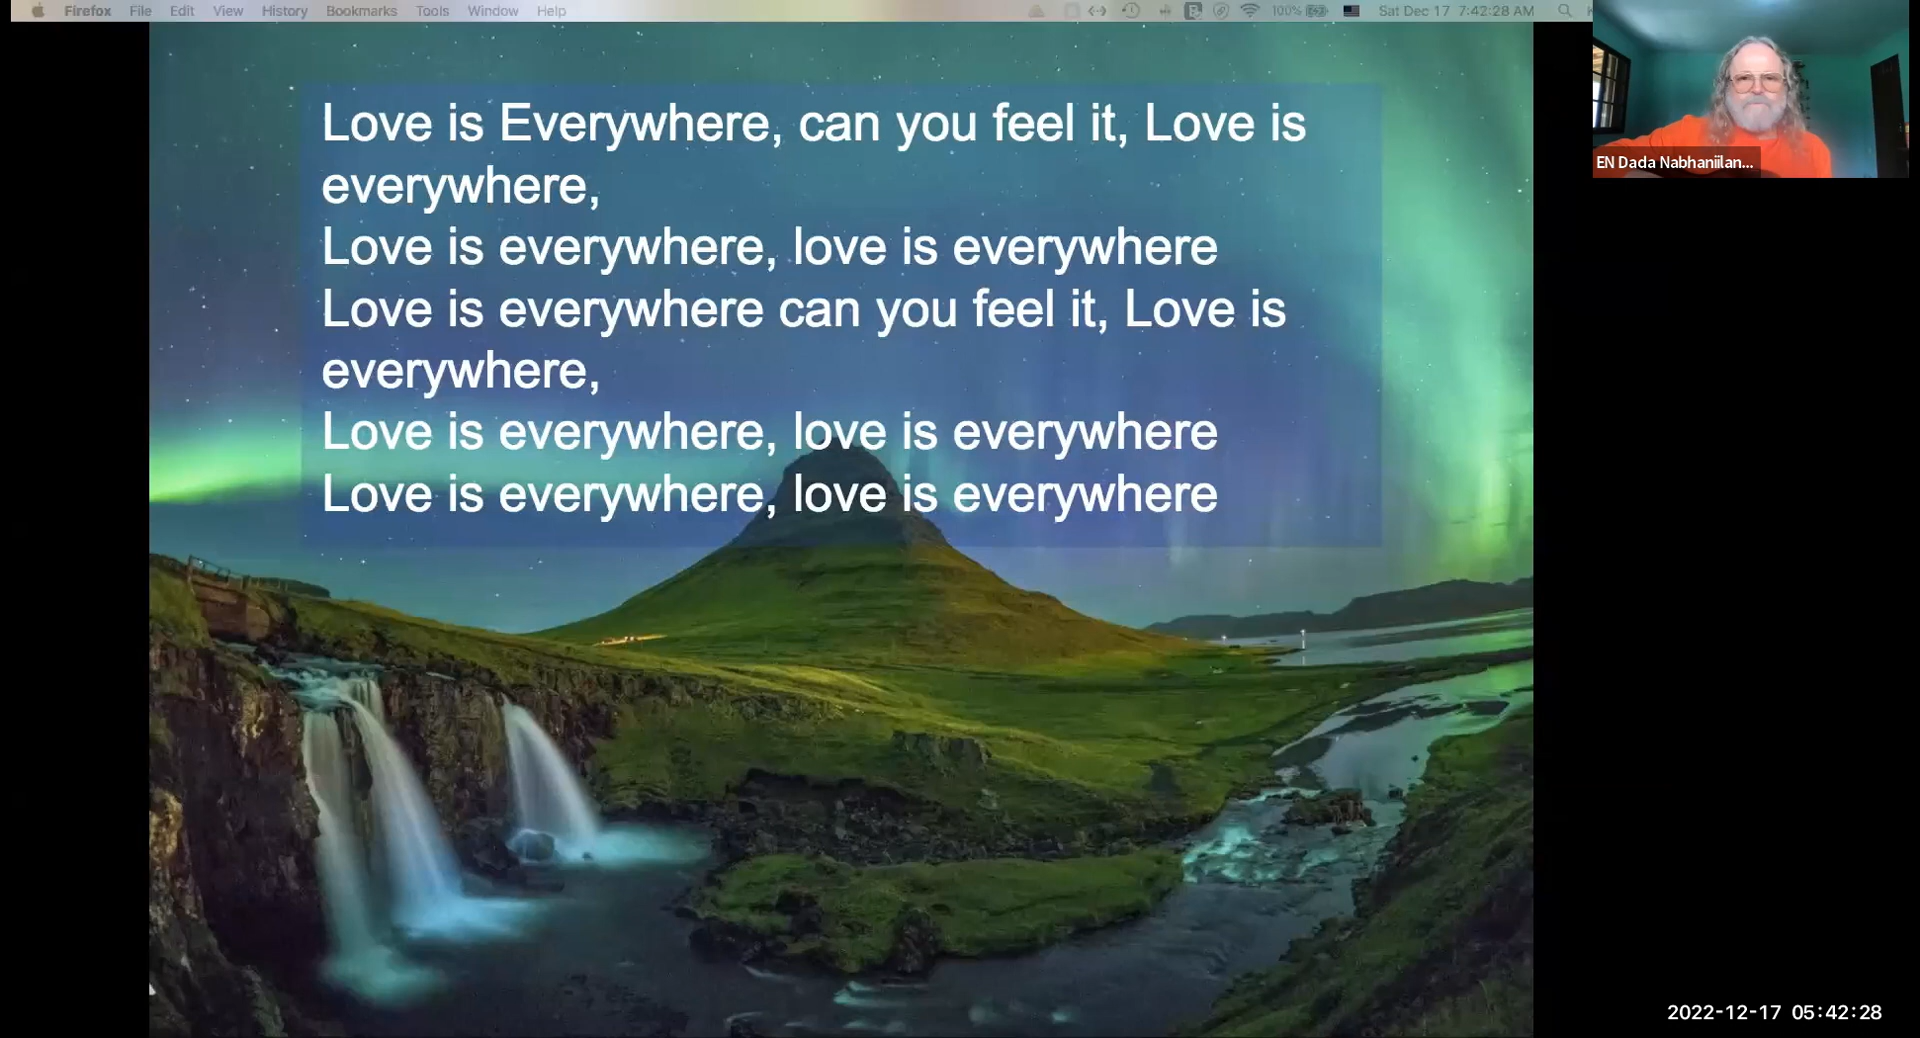 Firefox File Edit View History Bookmarks Tools Window Help 100% Sat Dec 17 7:42:28 AM
Love is Everywhere, can you feel it, Love is
everywhere,
Love is everywhere, love is everywhere
Love is everywhere can you feel it, Love is
everywhere,
Love is everywhere, love is everywhere
Love is everywhere, love is everywhere
EN Dada Nabhaniilan...
2022-12-17 05:42:28